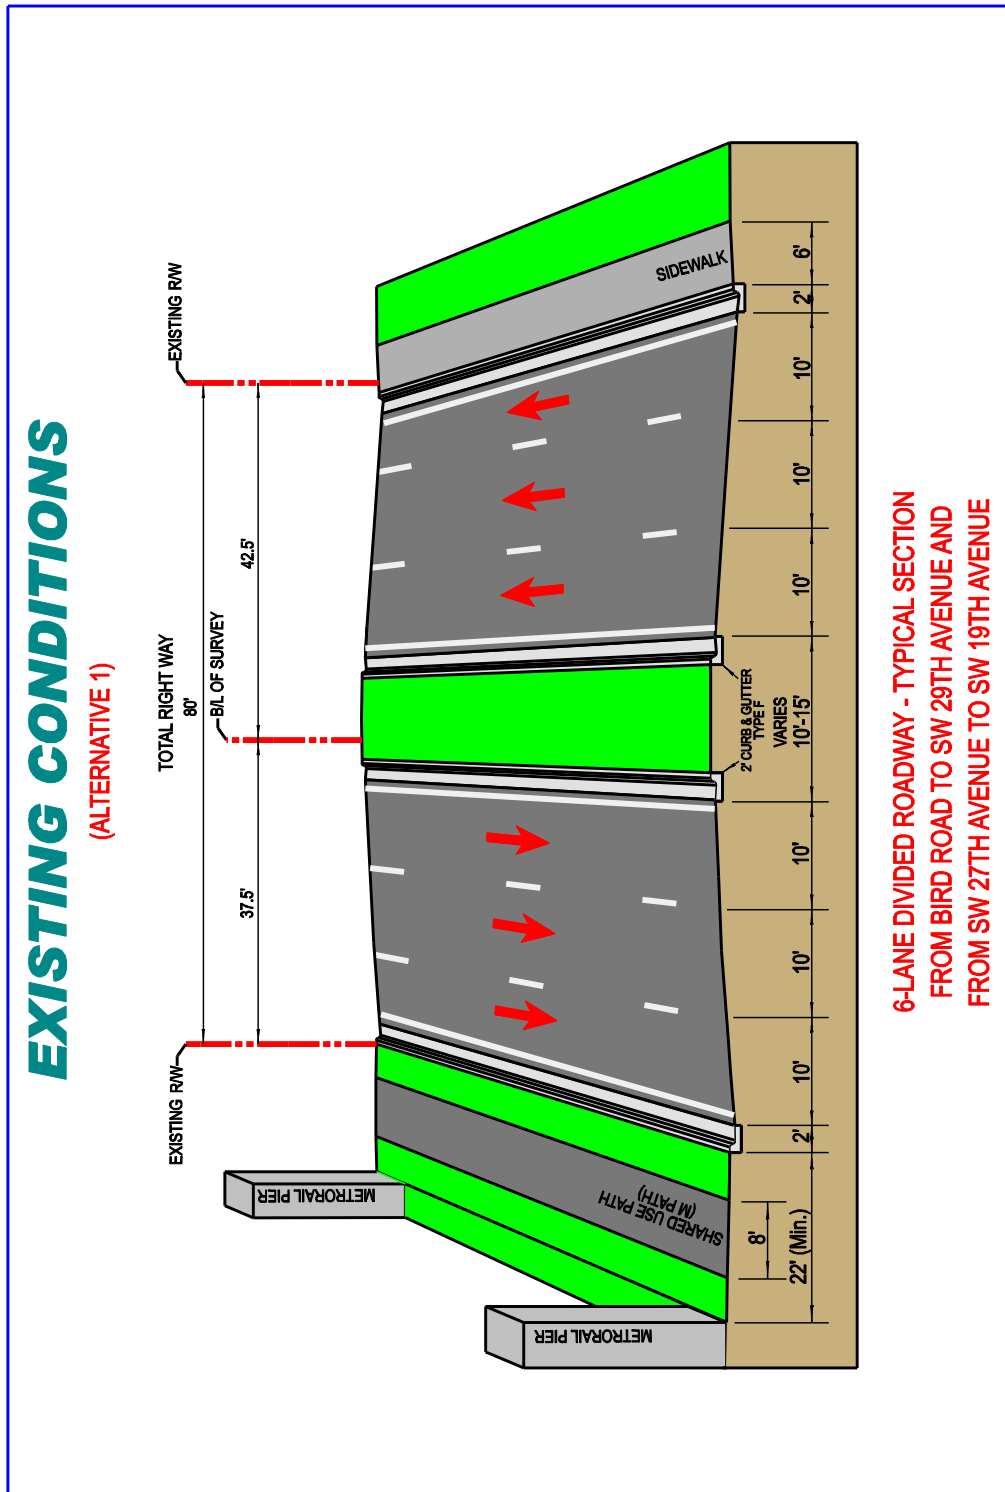 EXISTING CONDITIONS
(ALTERNATIVE 1)
TOTAL RIGHT WAY
80'
EXISTING R/W
B/L OF SURVEY
EXISTING R/W
37.5'
42.5'
METRORAIL PIER
METRORAIL PIER
SHARED USE PATH
(M PATH)
SIDEWALK
2' CURB & GUTTER
TYPE F
VARIES
8'
22' (Min.)
2'
10'
10'
10'
10'-15'
10'
10'
10'
2'
6'
6-LANE DIVIDED ROADWAY - TYPICAL SECTION
FROM BIRD ROAD TO SW 29TH AVENUE AND
FROM SW 27TH AVENUE TO SW 19TH AVENUE